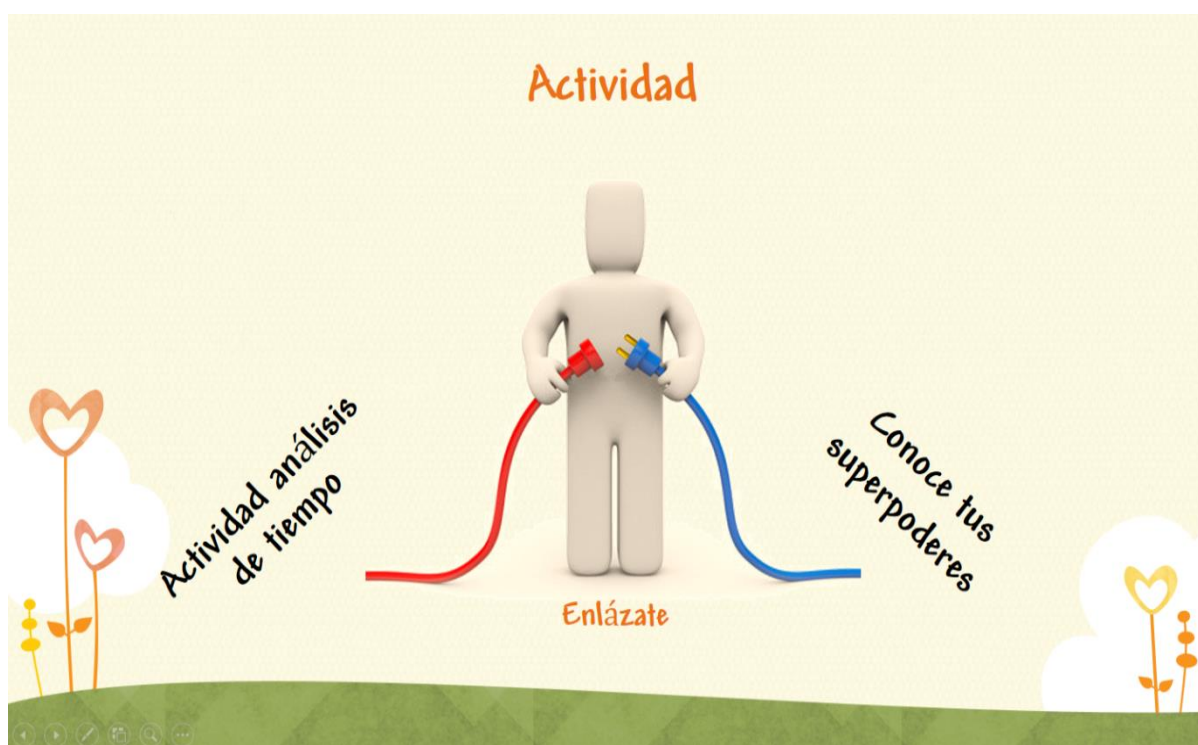 Actividad
Actividad análisis
de tiempo
Conoce tus
superpoderes
Enlázate